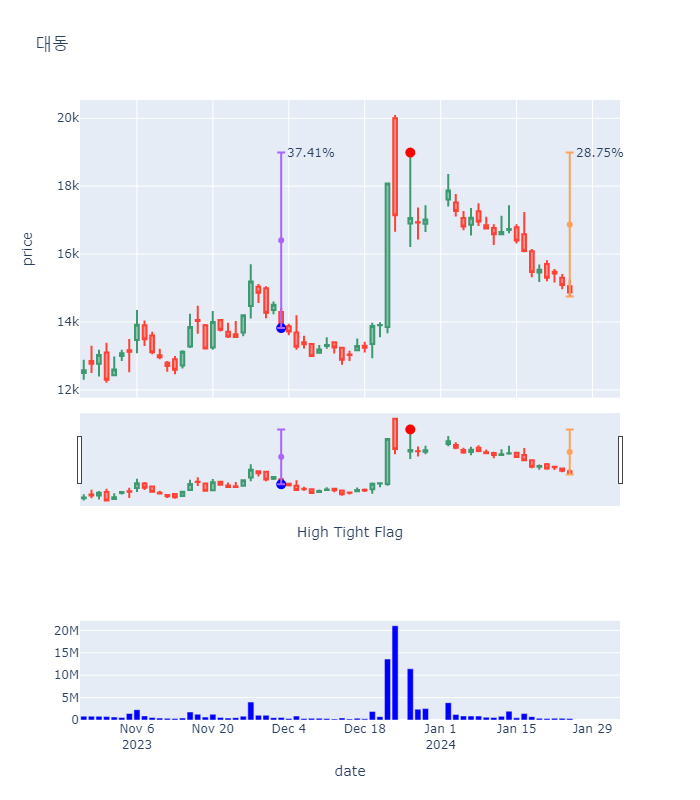 대동
20k
18k
16k
14k
12k
price
37.41%
28.75%
High Tight Flag
20M
15M
10M
5M
0
Nov 6
2023
Nov 20
Dec 4
Dec 18
Jan 1
2024
Jan 15
Jan 29
date